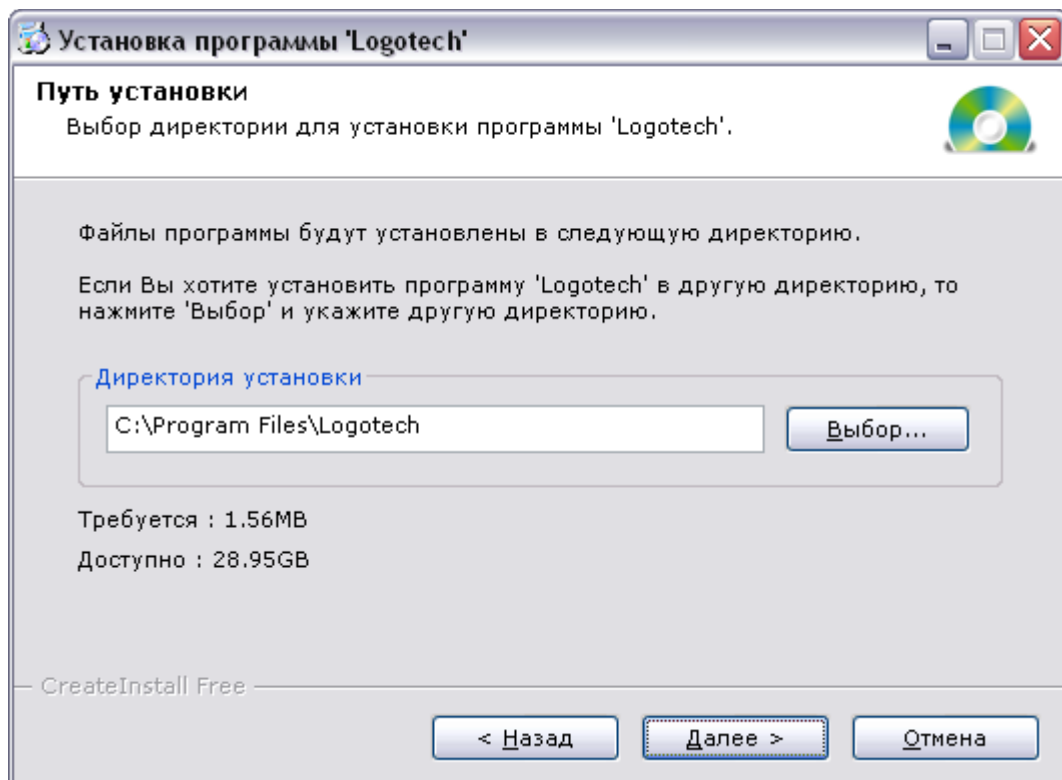 Установка программы 'Logotech'
Путь установки
Выбор директории для установки программы 'Logotech'.
Файлы программы будут установлены в следующую директорию.
Если Вы хотите установить программу 'Logotech' в другую директорию, то
нажмите 'Выбор' и укажите другую директорию.
Директория установки
C:\Program Files\Logotech
Выбор...
Требуется : 1.56MB
Доступно : 28.95GB
CreateInstall Free
< Назад
Далее >
Отмена